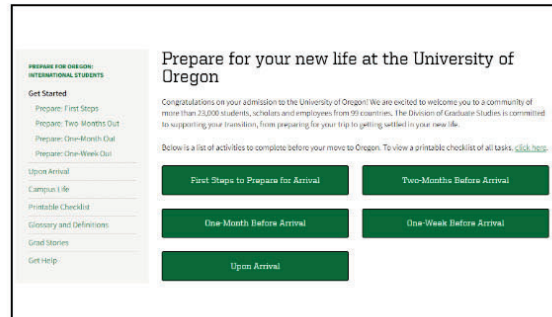 PREPARE FOR OREGON:
INTERNATIONAL STUDENTS
Get Started
Prepare: First Steps
Prepare: Two-Months Out
Prepare: One-Month Out
Prepare: One-Week Out
Upon Arrival
Campus Life
Printable Checklist
Glossary and Definitions
Grad Stories
Get Help
Prepare for your new life at the University of
Oregon
Congratulations on your admission to the University of Oregon! We are excited to welcome you to a community of
more than 23,000 students, scholars and employees from 99 countries. The Division of Graduate Studies is committed
to supporting your transition, from preparing for your trip to getting settled in your new life.
Below is a list of activities to complete before your move to Oregon. To view a printable checklist of all tasks, click here.
First Steps to Prepare for Arrival
Two-Months Before Arrival
One-Month Before Arrival
One-Week Before Arrival
Upon Arrival